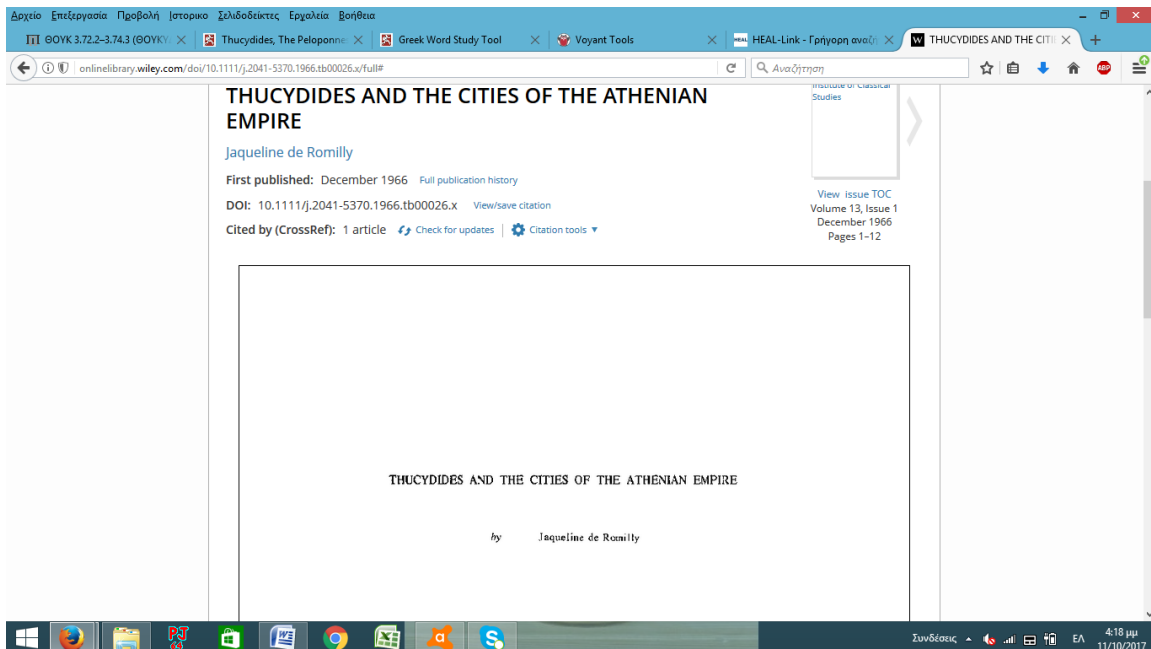 Αρχείο Επεξεργασία Προβολή Ιστορικο Σελιδοδείκτες Εργαλεία Βοήθεια
ΘΟΥΚ 3.72.2–3.74.3 (ΘΟΥΚΥ Thucydides, The Peloponne Greek Word Study Tool Voyant Tools HEAL-Link - Γρήγορη αναζή W THUCYDIDES AND THE CITIE
onlinelibrary.wiley.com/doi/10.1111/j.2041-5370.1966.tb00026.x/full# Αναζήτηση ABP
THUCYDIDES AND THE CITIES OF THE ATHENIAN
EMPIRE
Institute of Classical
Studies
Jaqueline de Romilly
First published: December 1966 Full publication history
DOI: 10.1111/j.2041-5370.1966.tb00026.x View/save citation
Cited by (CrossRef): 1 article Check for updates Citation tools
View issue TOC
Volume 13, Issue 1
December 1966
Pages 1–12
THUCYDIDES AND THE CITIES OF THE ATHENIAN EMPIRE
by Jaqueline de Romilly
Συνδέσεις ΕΛ 4:18 μμ
11/10/2017